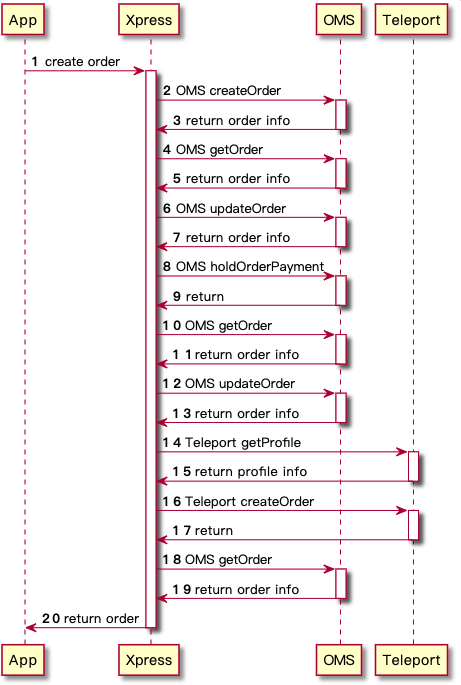 App Xpress OMS Teleport
1 create order
2 OMS createOrder
3 return order info
4 OMS getOrder
5 return order info
6 OMS updateOrder
7 return order info
8 OMS holdOrderPayment
9 return
10 OMS getOrder
11 return order info
12 OMS updateOrder
13 return order info
14 Teleport getProfile
15 return profile info
16 Teleport createOrder
17 return
18 OMS getOrder
19 return order info
20 return order
App Xpress OMS Teleport